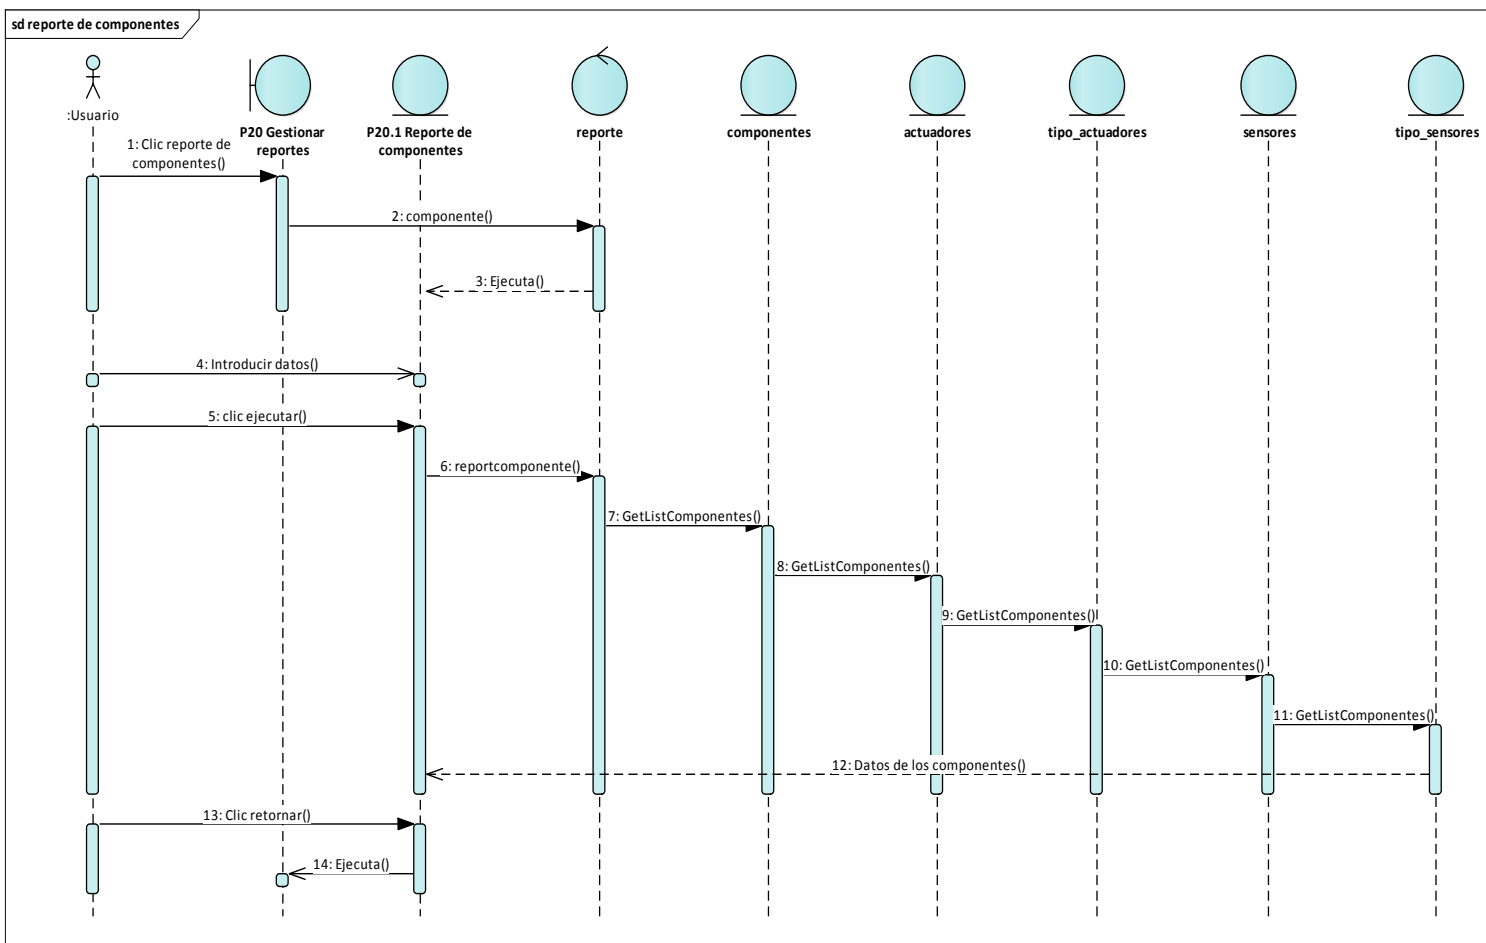 sd reporte de componentes
:Usuario
P20 Gestionar
reportes
P20.1 Reporte de
componentes
reporte
componentes
actuadores
tipo_actuadores
sensores
tipo_sensores
1: Clic reporte de
componentes()
2: componente()
3: Ejecuta()
4: Introducir datos()
5: clic ejecutar()
6: reportcomponente()
7: GetListComponentes()
8: GetListComponentes()
9: GetListComponentes()
10: GetListComponentes()
11: GetListComponentes()
12: Datos de los componentes()
13: Clic retornar()
14: Ejecuta()